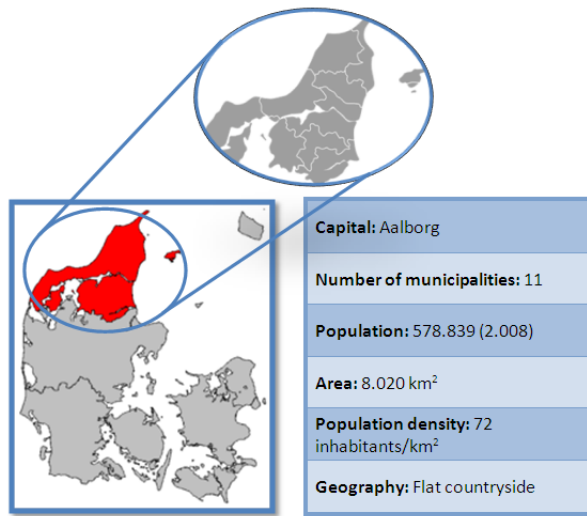 Capital: Aalborg
Number of municipalities: 11
Population: 578.839 (2.008)
Area: 8.020 km²
Population density: 72
inhabitants/km²
Geography: Flat countryside